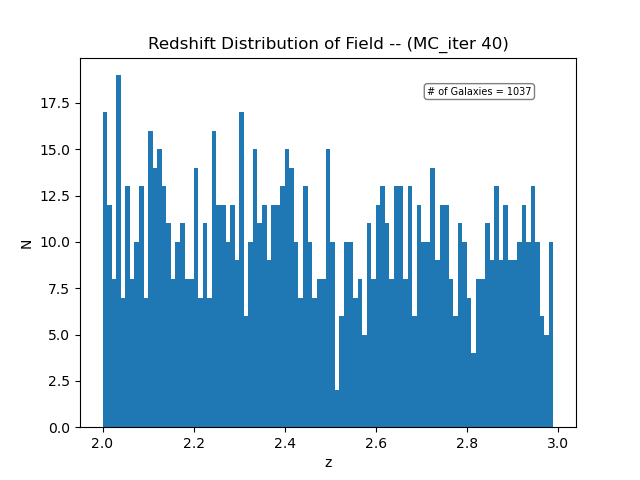 Redshift Distribution of Field -- (MC_iter 40)
# of Galaxies = 1037
17.5
15.0
12.5
10.0
7.5
5.0
2.5
0.0
N
2.0 2.2 2.4 2.6 2.8 3.0
z